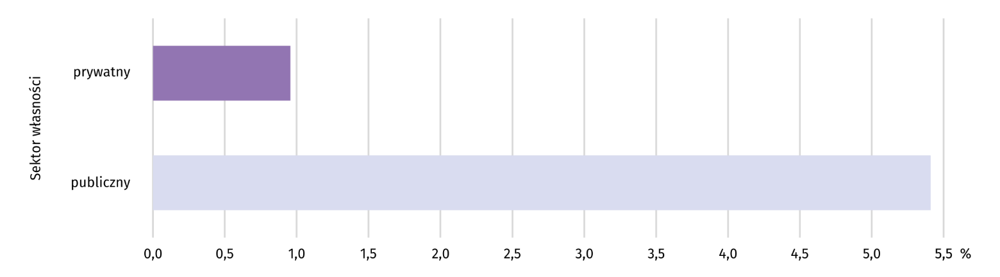 Sektor własności
prywatny
publiczny
0,0 0,5 1,0 1,5 2,0 2,5 3,0 3,5 4,0 4,5 5,0 5,5 %